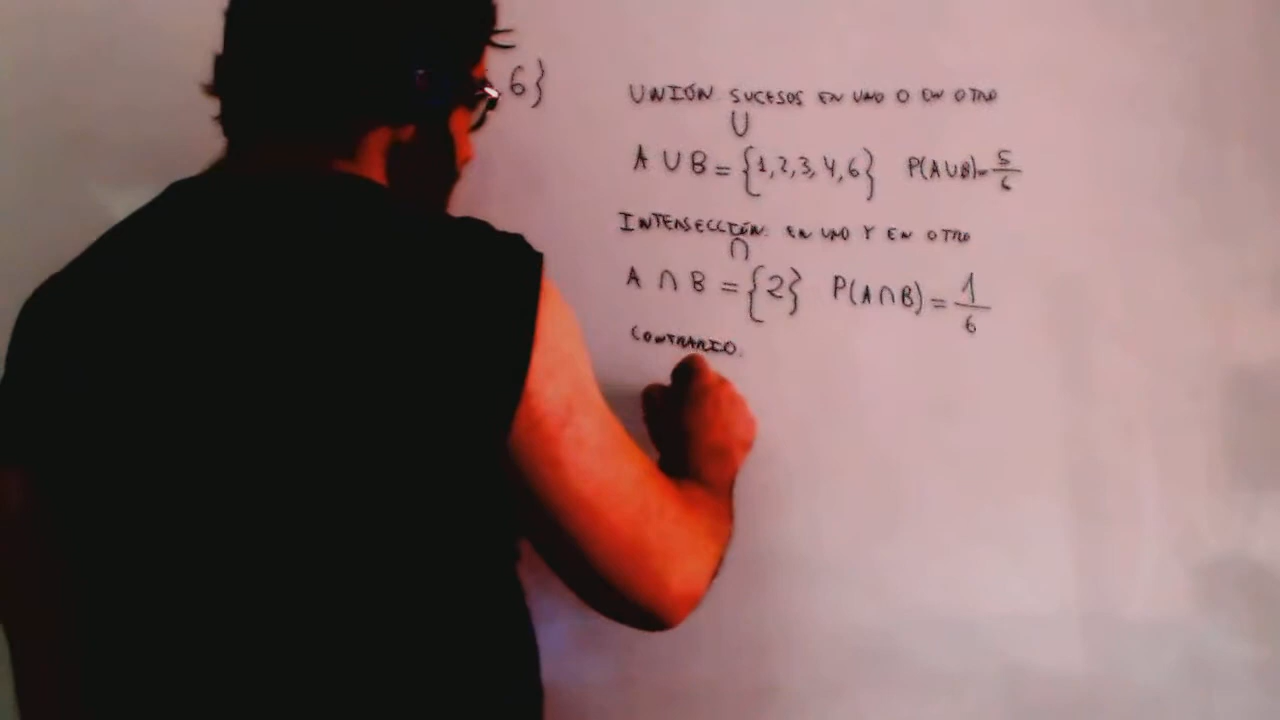 6}
UNIÓN SUCESOS EN UNO O EN OTRO
U
A U B = {1,2,3,4,6} P(AUB)=5/6
INTERSECCIÓN: EN UNO Y EN OTRO
∩
A ∩ B = {2} P(A∩B) = 1/6
CONTRARIO.